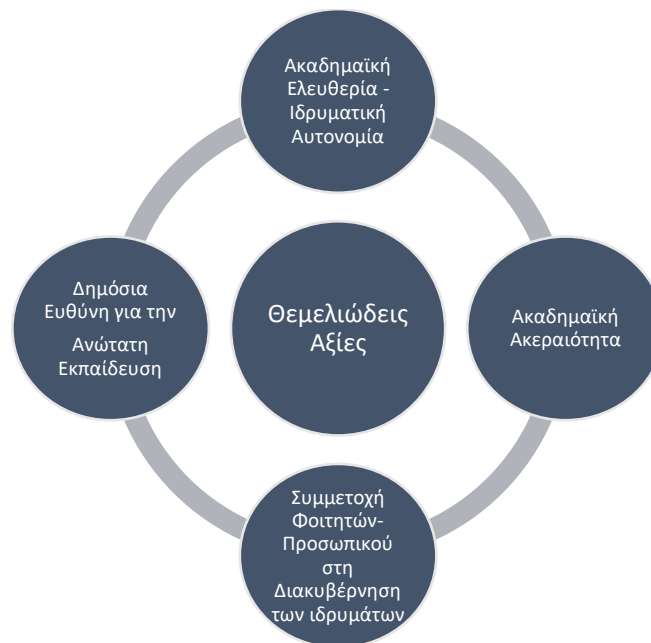 Ακαδημαϊκή
Ελευθερία -
Ιδρυματική
Αυτονομία
Δημόσια
Ευθύνη για την
Ανώτατη
Εκπαίδευση
Θεμελιώδεις
Αξίες
Ακαδημαϊκή
Ακεραιότητα
Συμμετοχή
Φοιτητών-
Προσωπικού
στη
Διακυβέρνηση
των ιδρυμάτων